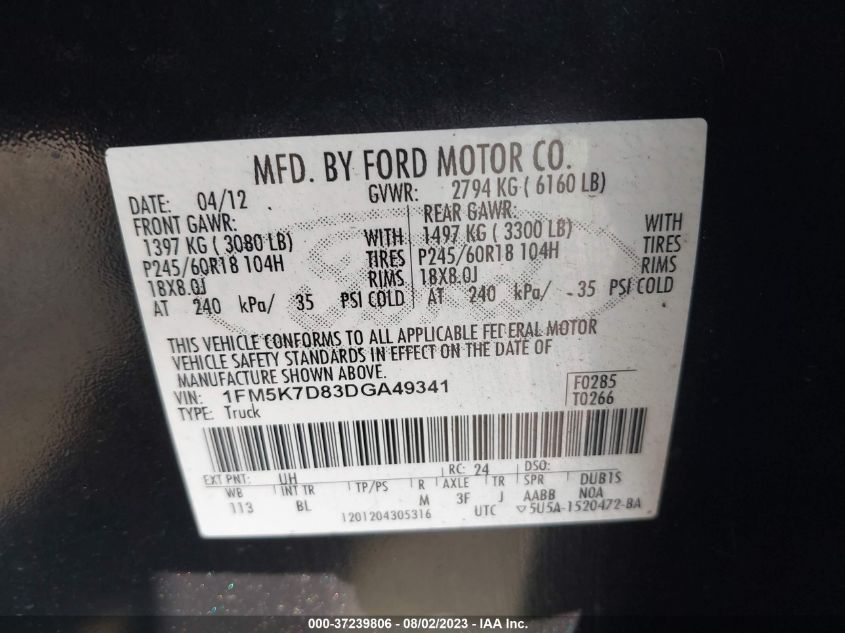 MFD. BY FORD MOTOR CO.
DATE: 04/12 GVWR: 2794 KG ( 6160 LB)
FRONT GAWR: REAR GAWR:
1397 KG ( 3080 LB) WITH 1497 KG ( 3300 LB) WITH
P245/60R18 104H TIRES P245/60R18 104H TIRES
18X8.0J RIMS 18X8.0J RIMS
AT 240 kPa/ 35 PSI COLD AT 240 kPa/ 35 PSI COLD
THIS VEHICLE CONFORMS TO ALL APPLICABLE FEDERAL MOTOR
VEHICLE SAFETY STANDARDS IN EFFECT ON THE DATE OF
MANUFACTURE SHOWN ABOVE.
VIN: 1FM5K7D83DGA49341 F0285
TYPE: Truck T0266
EXT PNT: UH RC: 24 DSO:
WB INT TR TP/PS R AXLE TR SPR DUB1S
113 BL M 3F J AABB N0A
1201204305316 UTC ▽5U5A-1520472-BA
000-37239806 - 08/02/2023 - IAA Inc.